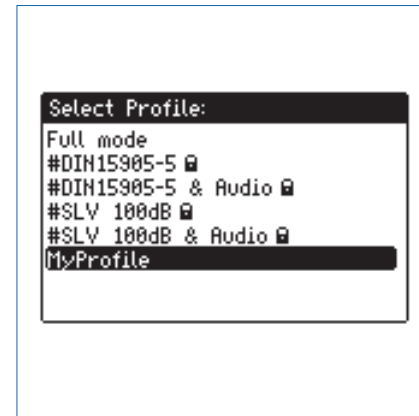 Select Profile:
Full mode
#DIN15905-5
#DIN15905-5 & Audio
#SLV 100dB
#SLV 100dB & Audio
MyProfile